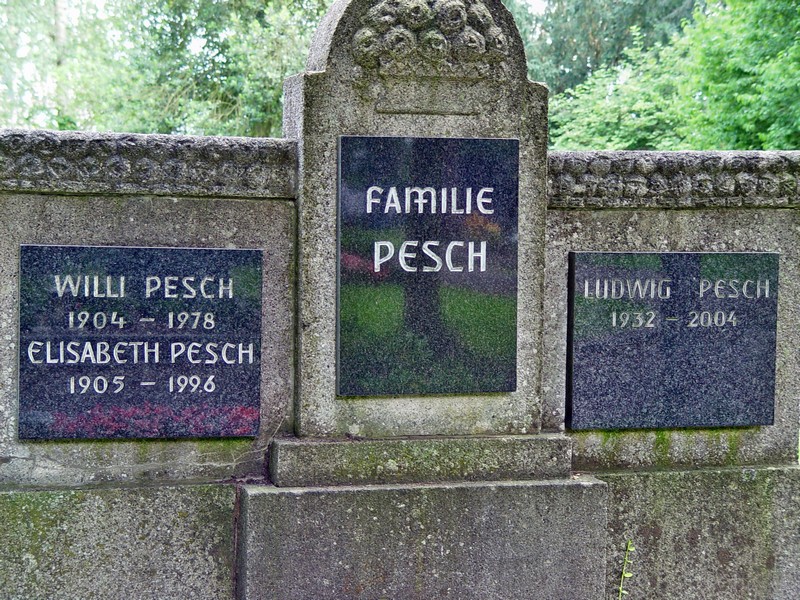 WILLI PESCH
1904 – 1978
ELISABETH PESCH
1905 – 1996
FAMILIE
PESCH
LUDWIG PESCH
1932 – 2004